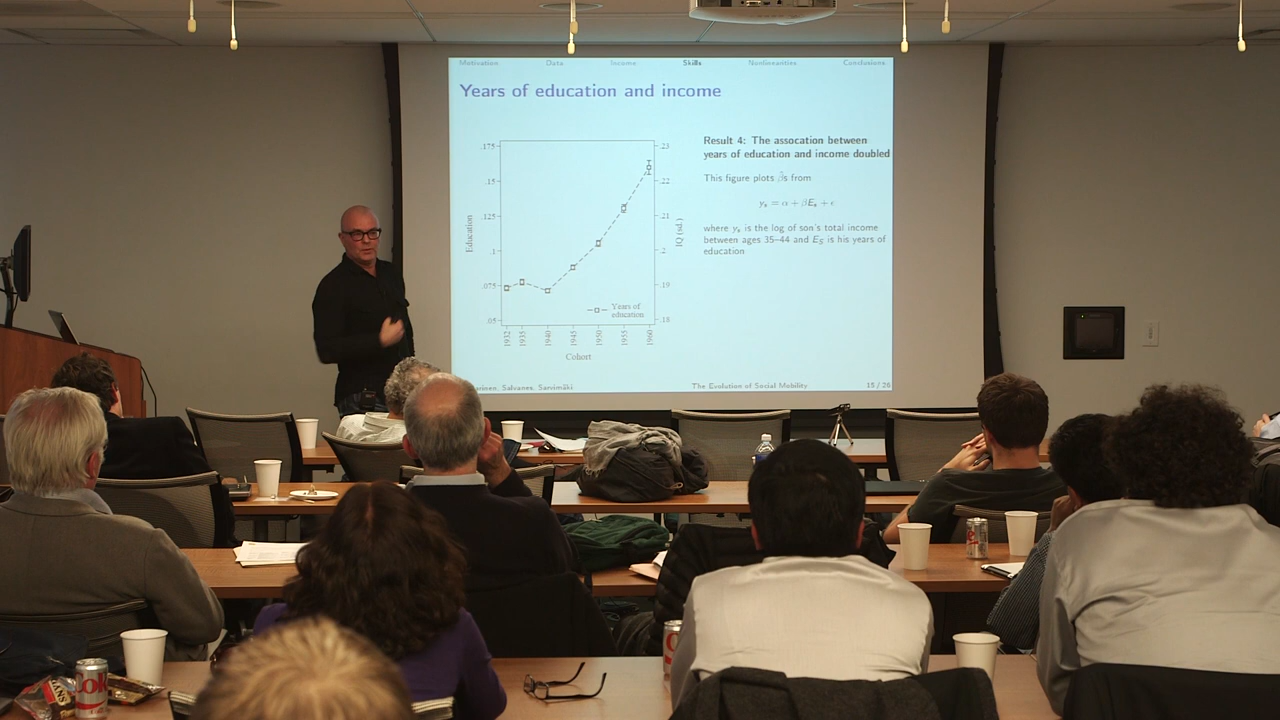 Motivation Data Income Skills Nonlinearities Conclusions
Years of education and income
.175
.15
.125
.1
.075
.05
Education
23
22
.21
.2
.19
.18
IQ (sd.)
Years of
education
1932 1935 1940 1945 1950 1955 1960
Cohort
Result 4: The assocation between
years of education and income doubled
This figure plots β̂s from
yₛ = α + βEₛ + ϵ
where yₛ is the log of son's total income
between ages 35–44 and E_S is his years of
education
arinen, Salvanes, Sarvimäki
The Evolution of Social Mobility
15 / 26
Coke